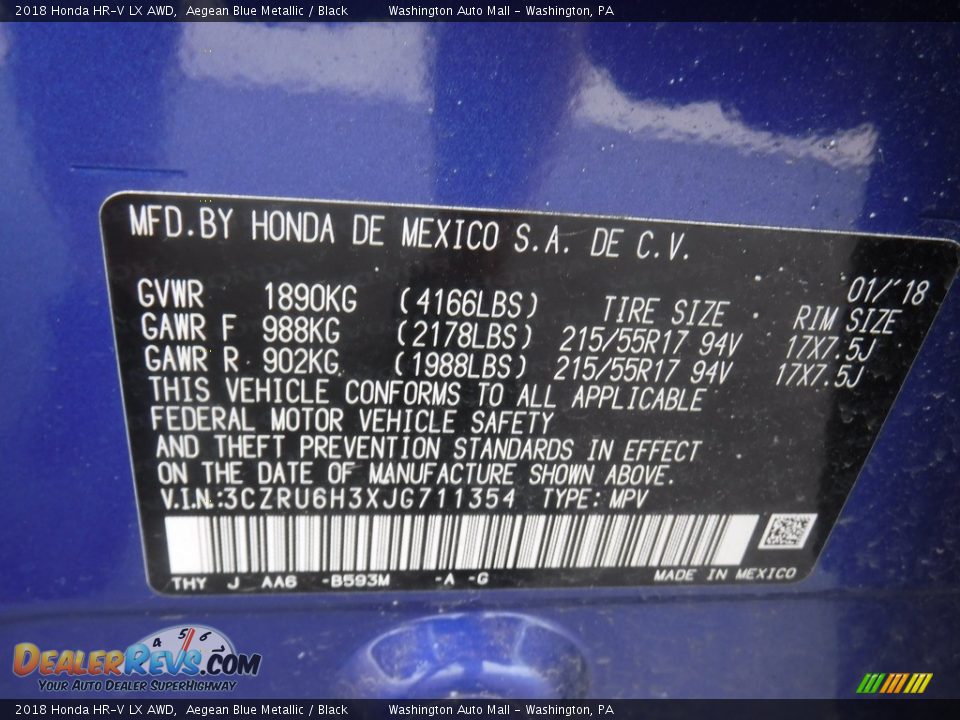 2018 Honda HR-V LX AWD, Aegean Blue Metallic / Black Washington Auto Mall - Washington, PA
MFD.BY HONDA DE MEXICO S.A. DE C.V.
01/'18
GVWR 1890KG (4166LBS) TIRE SIZE RIM SIZE
GAWR F 988KG (2178LBS) 215/55R17 94V 17X7.5J
GAWR R 902KG (1988LBS) 215/55R17 94V 17X7.5J
THIS VEHICLE CONFORMS TO ALL APPLICABLE
FEDERAL MOTOR VEHICLE SAFETY
AND THEFT PREVENTION STANDARDS IN EFFECT
ON THE DATE OF MANUFACTURE SHOWN ABOVE.
V.I.N.:3CZRU6H3XJG711354 TYPE: MPV
THY J AA6 -B593M -A -G MADE IN MEXICO
4 5 6
DEALERREVS.COM
YOUR AUTO DEALER SUPERHIGHWAY
2018 Honda HR-V LX AWD, Aegean Blue Metallic / Black Washington Auto Mall - Washington, PA